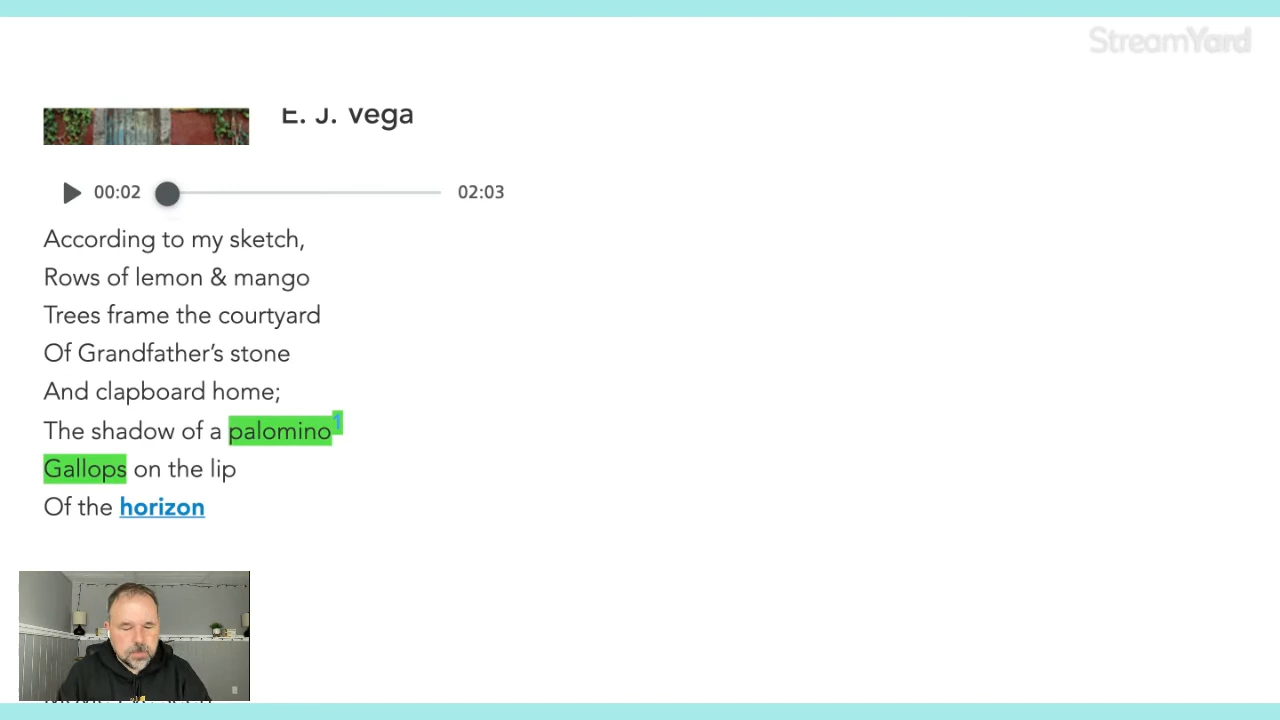 StreamYard
E. J. Vega
00:02 02:03
According to my sketch,
Rows of lemon & mango
Trees frame the courtyard
Of Grandfather’s stone
And clapboard home;
The shadow of a palomino1
Gallops on the lip
Of the horizon